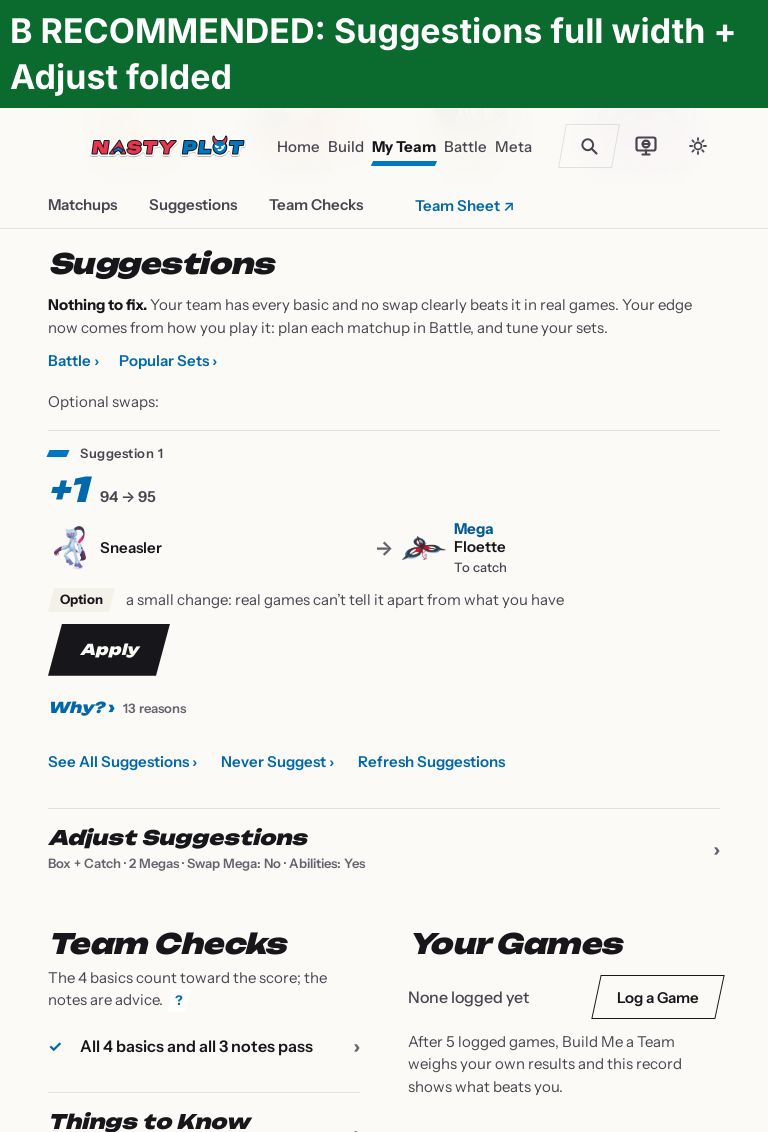 B RECOMMENDED: Suggestions full width +
Adjust folded
NASTY PLOT
Home Build My Team Battle Meta
Matchups Suggestions Team Checks Team Sheet ↗
Suggestions
Nothing to fix. Your team has every basic and no swap clearly beats it in real games. Your edge
now comes from how you play it: plan each matchup in Battle, and tune your sets.
Battle › Popular Sets ›
Optional swaps:
Suggestion 1
+1 94 → 95
Sneasler → Mega
Floette
To catch
Option a small change: real games can't tell it apart from what you have
Apply
Why? › 13 reasons
See All Suggestions › Never Suggest › Refresh Suggestions
Adjust Suggestions ›
Box + Catch · 2 Megas · Swap Mega: No · Abilities: Yes
Team Checks
The 4 basics count toward the score; the
notes are advice. ?
✓ All 4 basics and all 3 notes pass ›
Things to Know
Your Games
None logged yet Log a Game
After 5 logged games, Build Me a Team
weighs your own results and this record
shows what beats you.